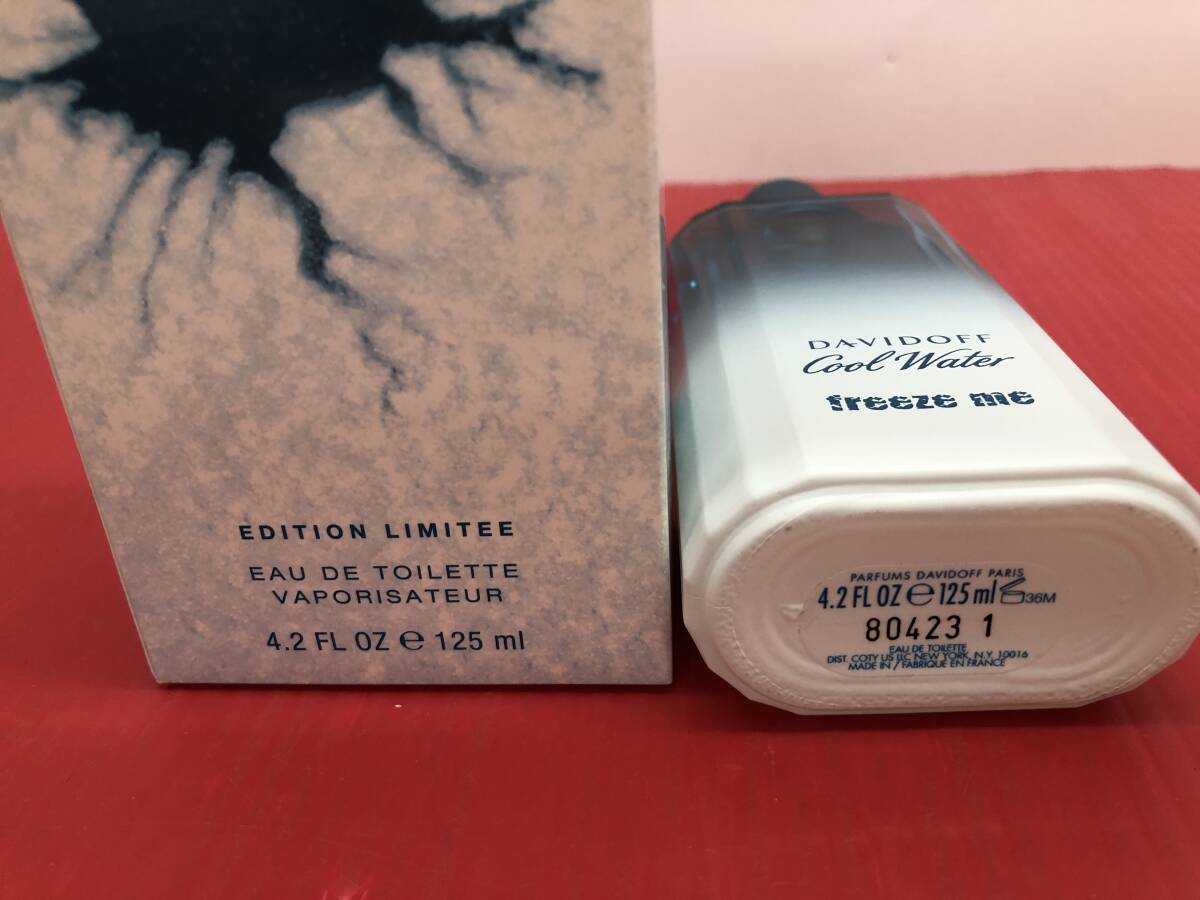 EDITION LIMITEE
EAU DE TOILETTE
VAPORISATEUR
4.2 FL OZ e 125 ml
DAVIDOFF
Cool Water
freeze me
PARFUMS DAVIDOFF PARIS
4.2 FL OZ e 125 ml 36M
80423 1
EAU DE TOILETTE
DIST. COTY US LLC NEW YORK, N.Y. 10016
MADE IN / FABRIQUE EN FRANCE